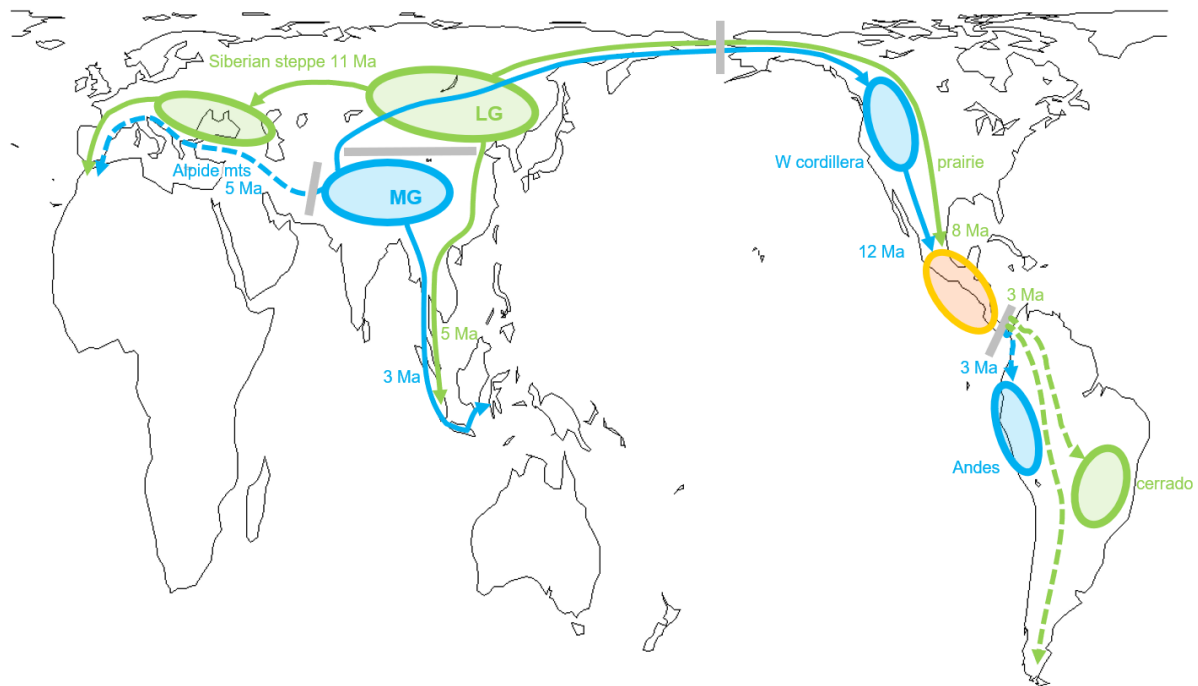 Siberian steppe 11 Ma
LG
Alpide mts
5 Ma
MG
W cordillera
prairie
8 Ma
12 Ma
3 Ma
5 Ma
3 Ma
3 Ma
Andes
cerrado